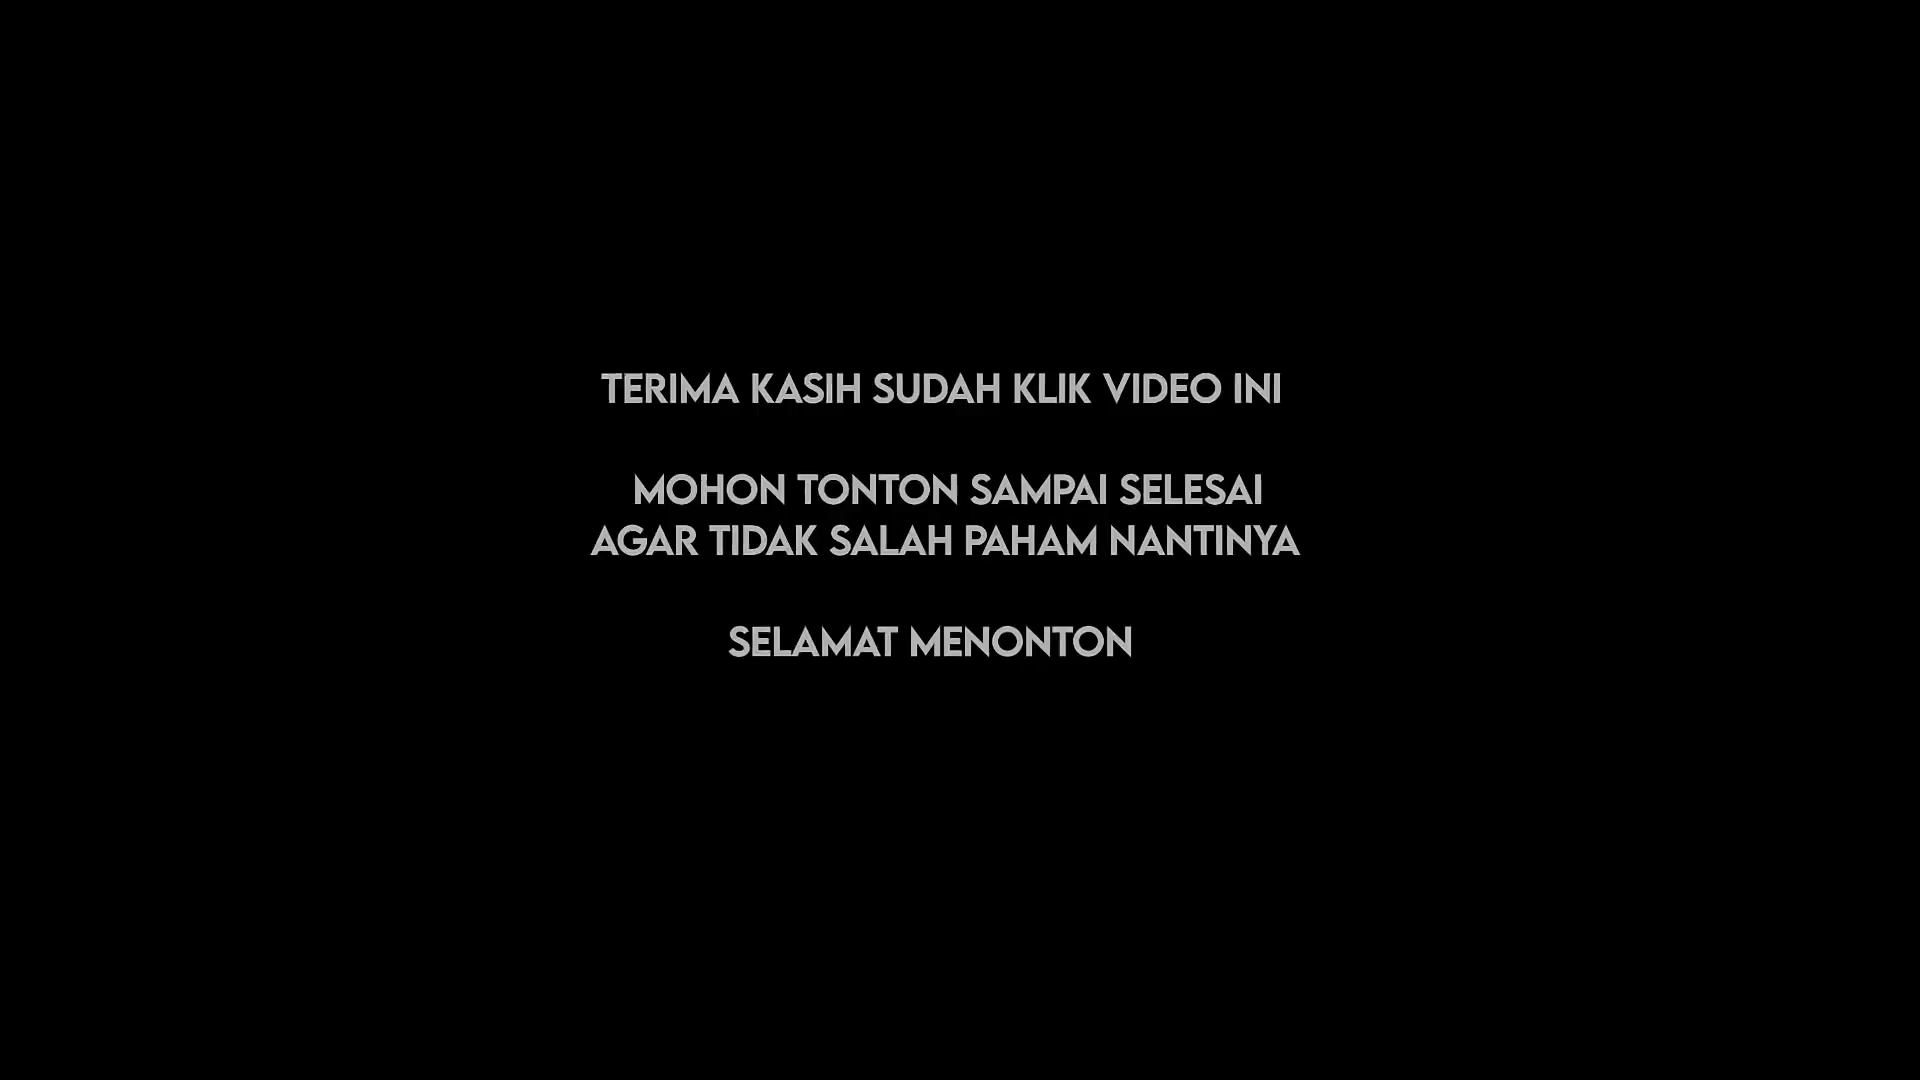 TERIMA KASIH SUDAH KLIK VIDEO INI
MOHON TONTON SAMPAI SELESAI
AGAR TIDAK SALAH PAHAM NANTINYA
SELAMAT MENONTON